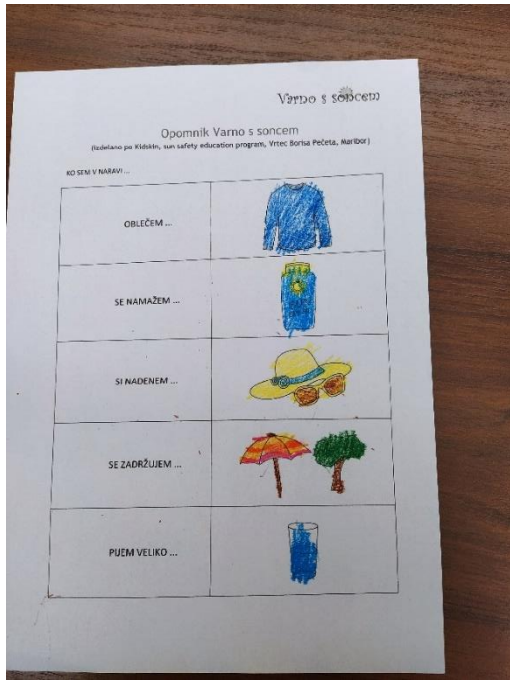 Varno s soncem
Opomnik Varno s soncem
(izdelano po Kidskin, sun safety education program, Vrtec Borisa Pečeta, Maribor)
KO SEM V NARAVI ...
OBLEČEM ...
SE NAMAŽEM ...
SI NADENEM ...
SE ZADRŽUJEM ...
PIJEM VELIKO ...